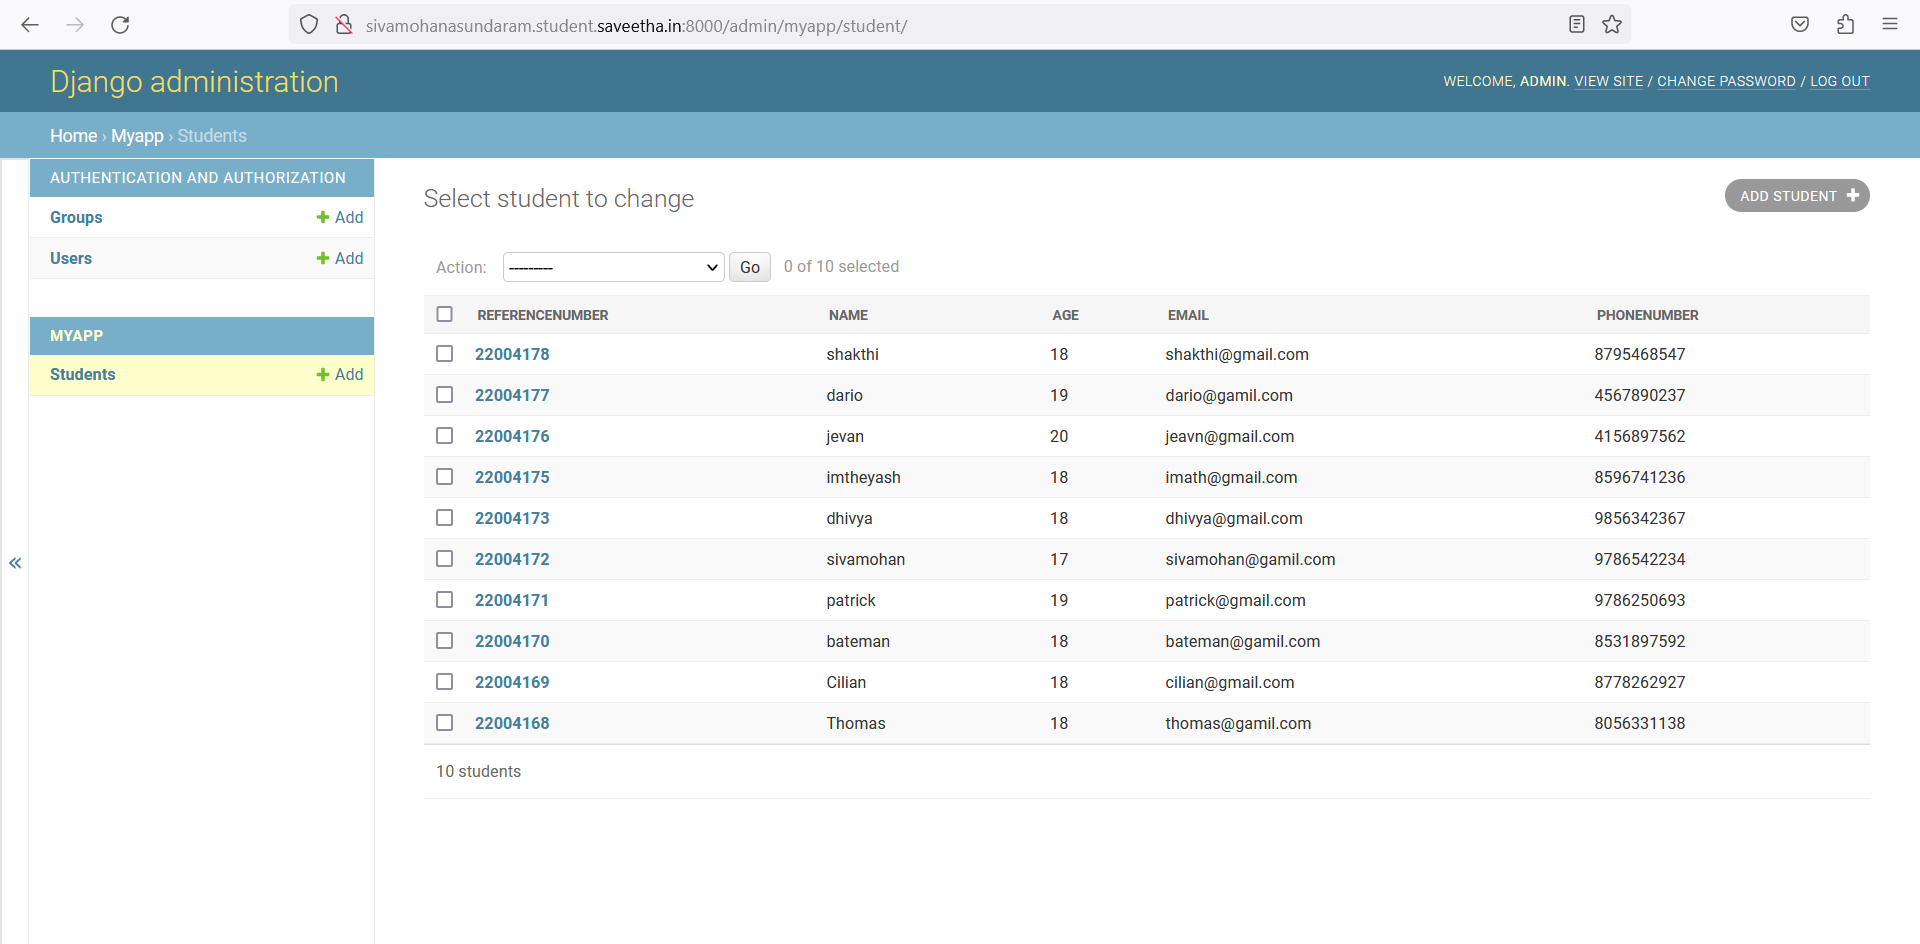 sivamohanasundaram.student.saveetha.in:8000/admin/myapp/student/
Django administration
WELCOME, ADMIN. VIEW SITE / CHANGE PASSWORD / LOG OUT
Home › Myapp › Students
AUTHENTICATION AND AUTHORIZATION
Groups + Add
Users + Add
MYAPP
Students + Add
«
Select student to change
ADD STUDENT +
Action: --------- Go 0 of 10 selected
REFERENCENUMBER NAME AGE EMAIL PHONENUMBER
22004178 shakthi 18 shakthi@gmail.com 8795468547
22004177 dario 19 dario@gamil.com 4567890237
22004176 jevan 20 jeavn@gmail.com 4156897562
22004175 imtheyash 18 imath@gmail.com 8596741236
22004173 dhivya 18 dhivya@gmail.com 9856342367
22004172 sivamohan 17 sivamohan@gamil.com 9786542234
22004171 patrick 19 patrick@gmail.com 9786250693
22004170 bateman 18 bateman@gamil.com 8531897592
22004169 Cilian 18 cilian@gmail.com 8778262927
22004168 Thomas 18 thomas@gamil.com 8056331138
10 students